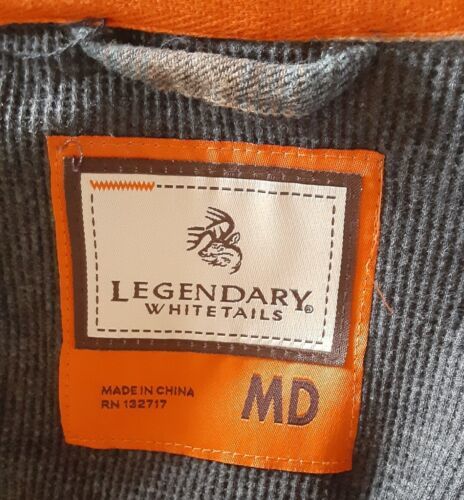 LEGENDARY®
WHITETAILS
MADE IN CHINA
RN 132717
MD